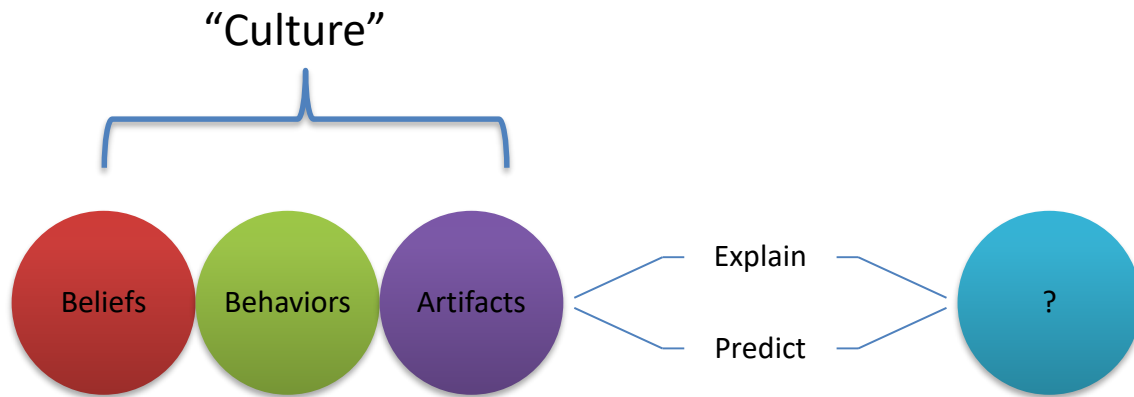 “Culture”
Beliefs
Behaviors
Artifacts
Explain
Predict
?